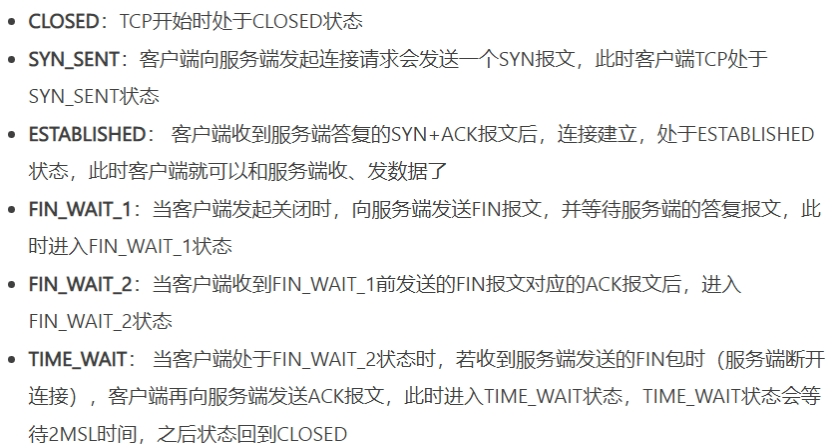 • CLOSED：TCP开始时处于CLOSED状态
• SYN_SENT：客户端向服务端发起连接请求会发送一个SYN报文，此时客户端TCP处于
SYN_SENT状态
• ESTABLISHED： 客户端收到服务端答复的SYN+ACK报文后，连接建立，处于ESTABLISHED
状态，此时客户端就可以和服务端收、发数据了
• FIN_WAIT_1：当客户端发起关闭时，向服务端发送FIN报文，并等待服务端的答复报文，此
时进入FIN_WAIT_1状态
• FIN_WAIT_2：当客户端收到FIN_WAIT_1前发送的FIN报文对应的ACK报文后，进入
FIN_WAIT_2状态
• TIME_WAIT： 当客户端处于FIN_WAIT_2状态时，若收到服务端发送的FIN包时（服务端断开
连接），客户端再向服务端发送ACK报文，此时进入TIME_WAIT状态，TIME_WAIT状态会等
待2MSL时间，之后状态回到CLOSED